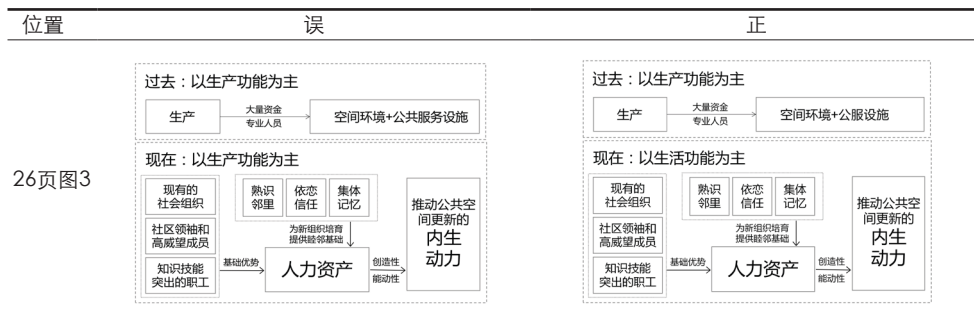 位置 误 正
26页图3
过去：以生产功能为主
生产
大量资金
专业人员
空间环境+公共服务设施
现在：以生产功能为主
现有的
社会组织
社区领袖和
高威望成员
知识技能
突出的职工
熟识
邻里
依恋
信任
集体
记忆
为新组织培育
提供睦邻基础
基础优势
人力资产
创造性
能动性
推动公共空
间更新的
内生
动力
过去：以生产功能为主
生产
大量资金
专业人员
空间环境+公服设施
现在：以生活功能为主
现有的
社会组织
社区领袖和
高威望成员
知识技能
突出的职工
熟识
邻里
依恋
信任
集体
记忆
为新组织培育
提供睦邻基础
基础优势
人力资产
创造性
能动性
推动公共空
间更新的
内生
动力